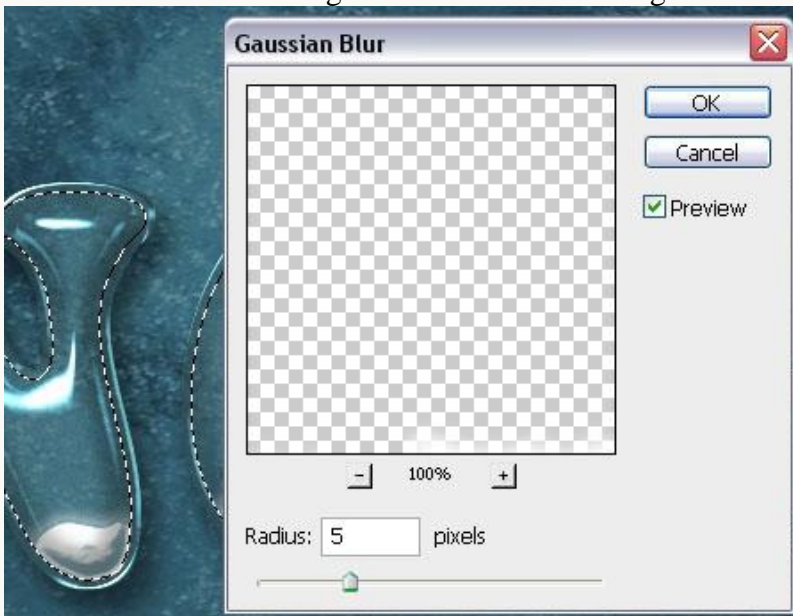 Gaussian Blur
OK
Cancel
Preview
- 100% +
Radius: 5 pixels